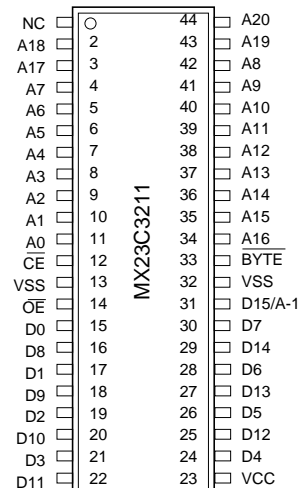 NC 44 A20
A18 2 43 A19
A17 3 42 A8
A7 4 41 A9
A6 5 40 A10
A5 6 39 A11
A4 7 38 A12
A3 8 37 A13
A2 9 36 A14
A1 10 35 A15
A0 11 34 A16
CE 12 33 BYTE
VSS 13 32 VSS
OE 14 31 D15/A-1
D0 15 30 D7
D8 16 29 D14
D1 17 28 D6
D9 18 27 D13
D2 19 26 D5
D10 20 25 D12
D3 21 24 D4
D11 22 23 VCC
MX23C3211